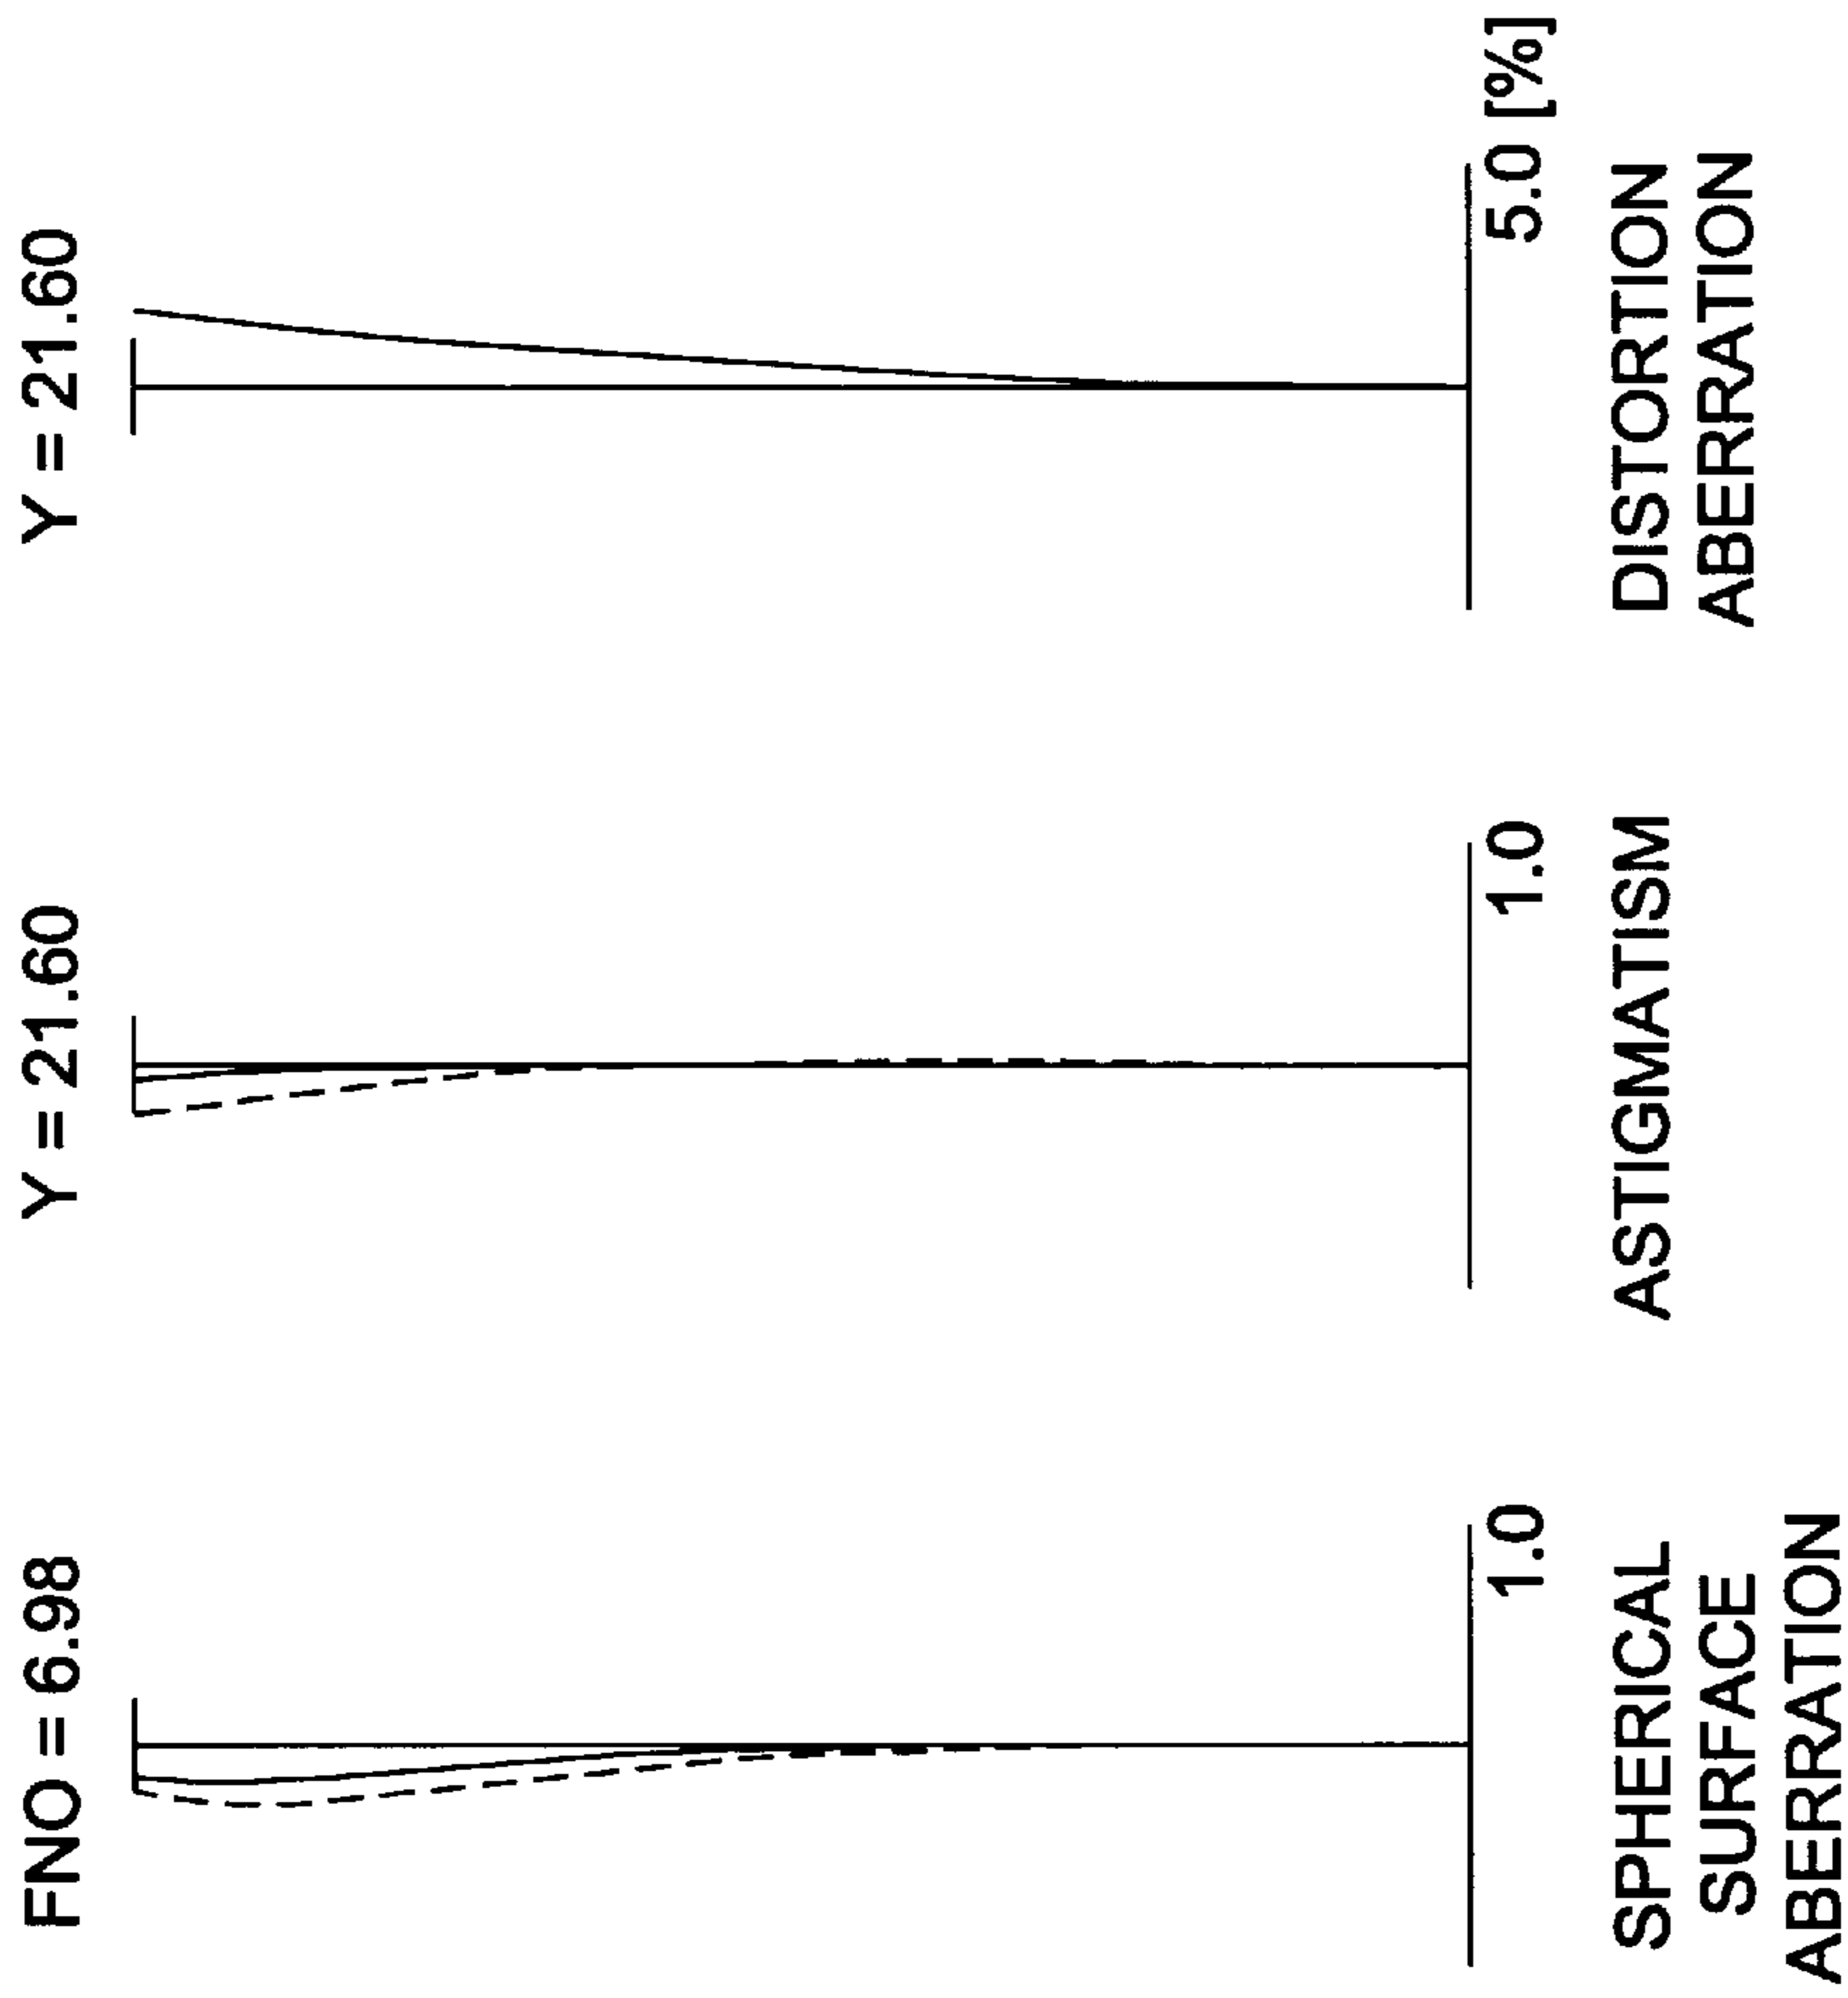 FNO = 6.98
1.0
SPHERICAL
SURFACE
ABERRATION
Y = 21.60
1.0
ASTIGMATISM
Y = 21.60
5.0 [%]
DISTORTION
ABERRATION